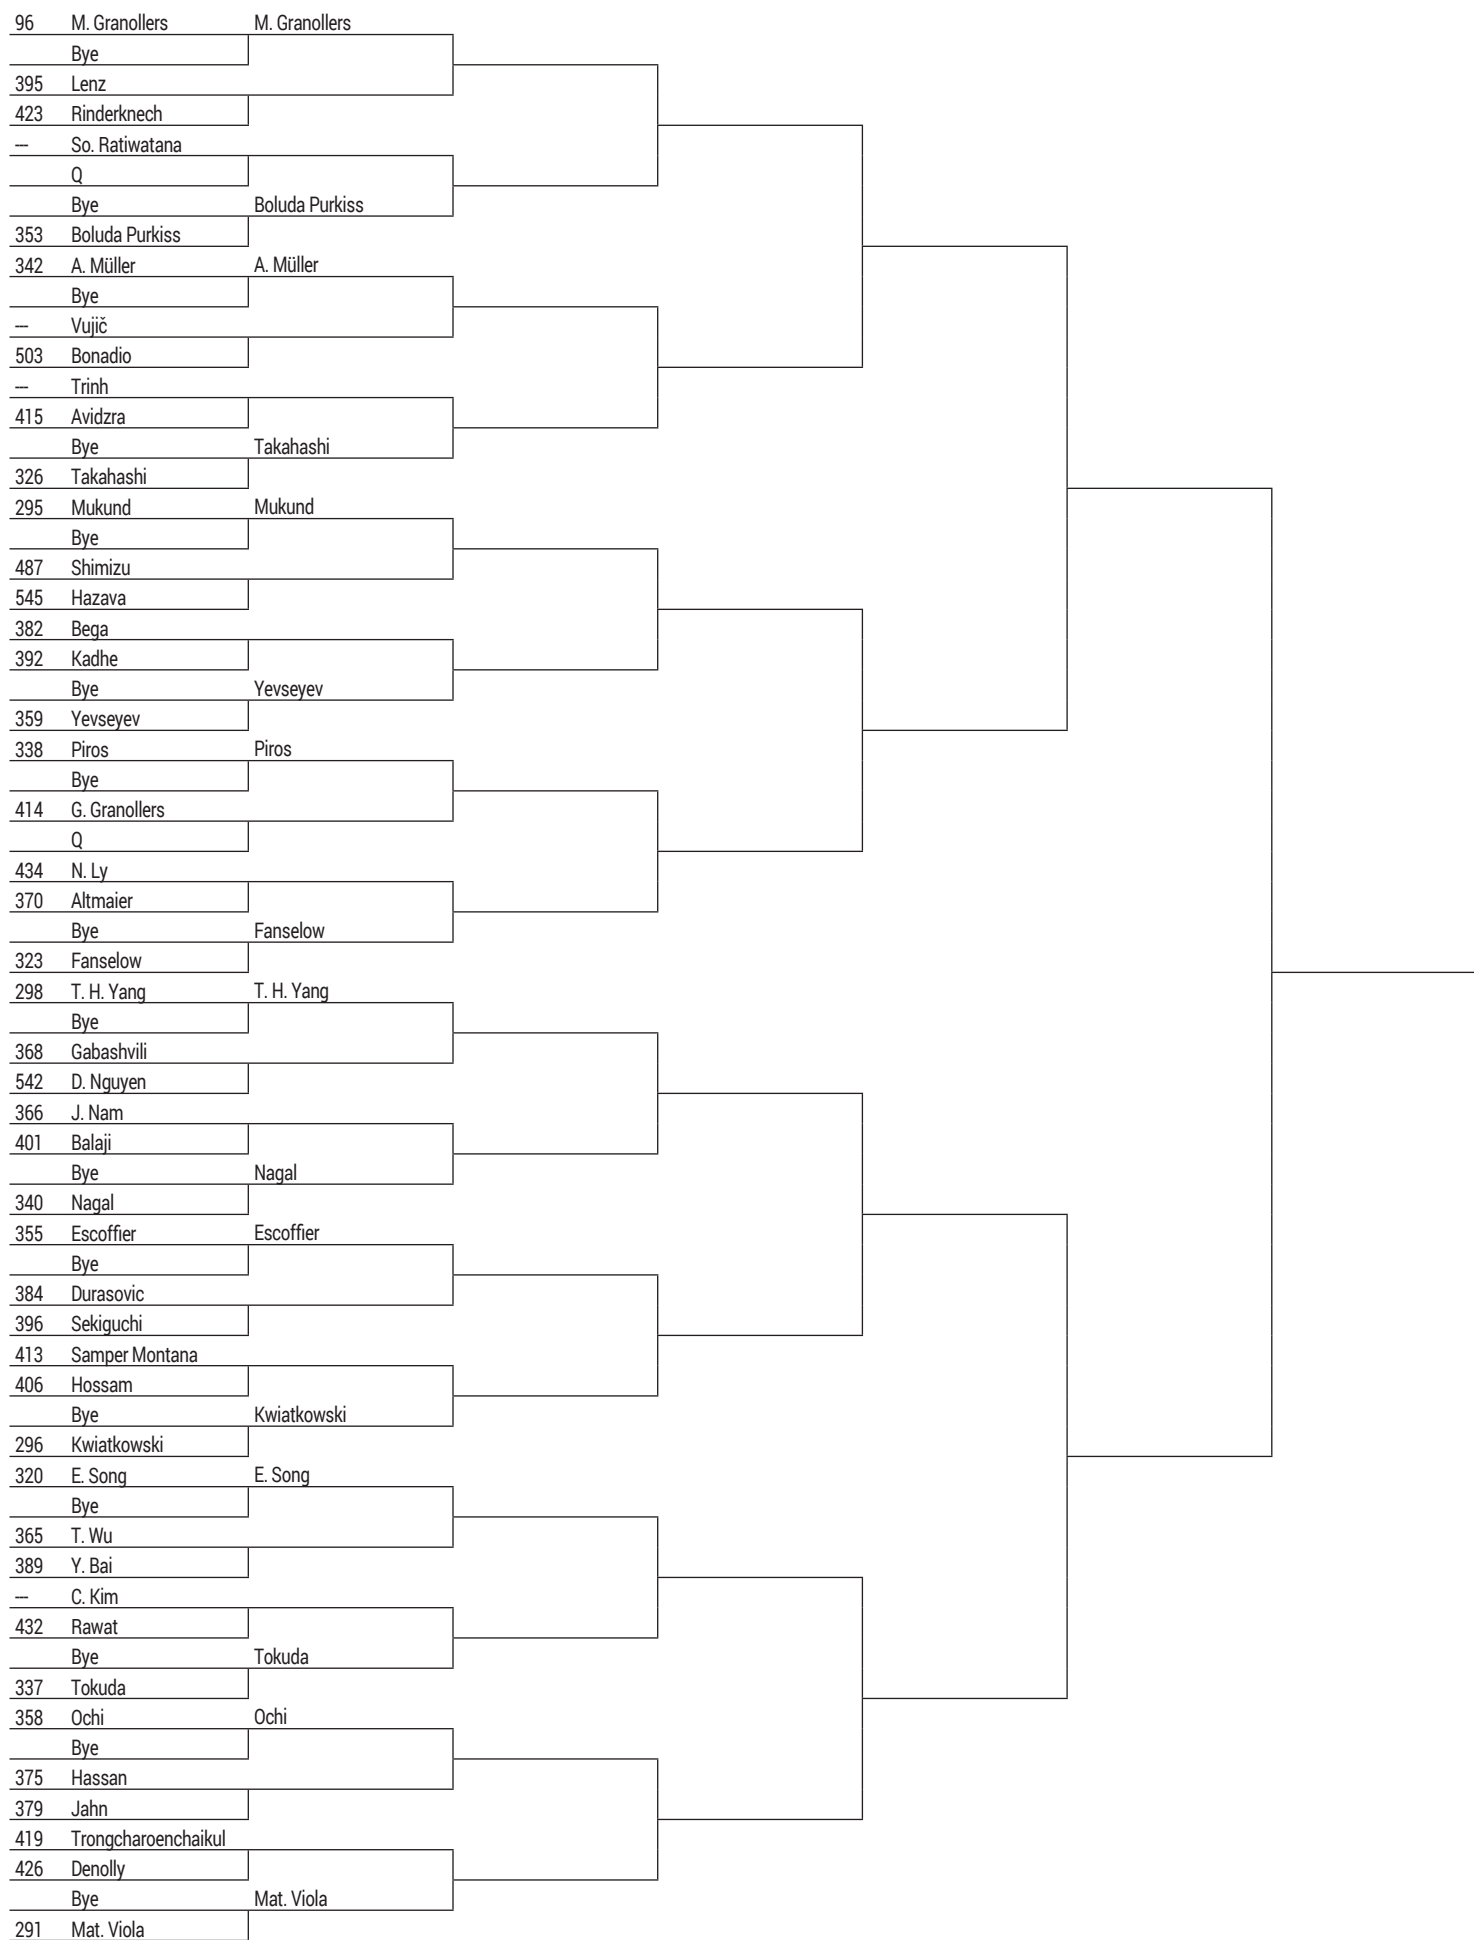 96 M. Granollers M. Granollers
Bye
395 Lenz
423 Rinderknech
--- So. Ratiwatana
Q
Bye Boluda Purkiss
353 Boluda Purkiss
342 A. Müller A. Müller
Bye
--- Vujič
503 Bonadio
--- Trinh
415 Avidzra
Bye Takahashi
326 Takahashi
295 Mukund Mukund
Bye
487 Shimizu
545 Hazava
382 Bega
392 Kadhe
Bye Yevseyev
359 Yevseyev
338 Piros Piros
Bye
414 G. Granollers
Q
434 N. Ly
370 Altmaier
Bye Fanselow
323 Fanselow
298 T. H. Yang T. H. Yang
Bye
368 Gabashvili
542 D. Nguyen
366 J. Nam
401 Balaji
Bye Nagal
340 Nagal
355 Escoffier Escoffier
Bye
384 Durasovic
396 Sekiguchi
413 Samper Montana
406 Hossam
Bye Kwiatkowski
296 Kwiatkowski
320 E. Song E. Song
Bye
365 T. Wu
389 Y. Bai
--- C. Kim
432 Rawat
Bye Tokuda
337 Tokuda
358 Ochi Ochi
Bye
375 Hassan
379 Jahn
419 Trongcharoenchaikul
426 Denolly
Bye Mat. Viola
291 Mat. Viola